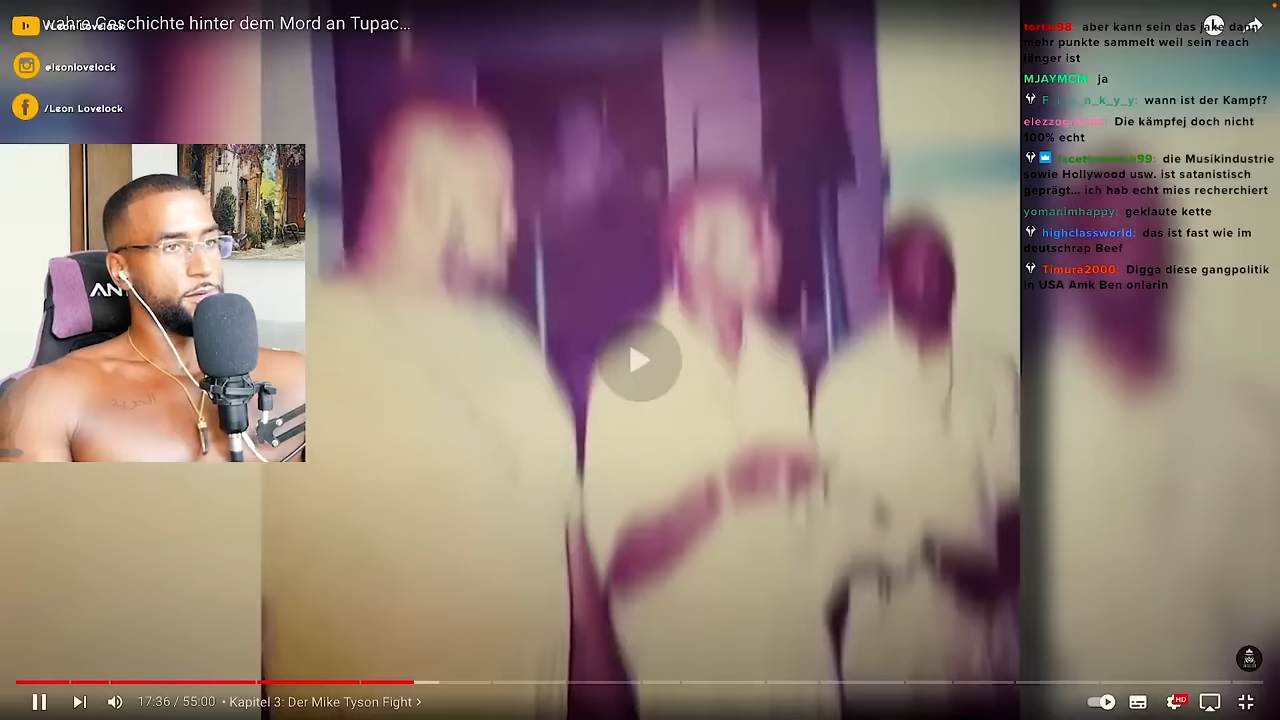 wahre Geschichte hinter dem Mord an Tupac...
/Leon Lovelock
@leonlovelock
/Leon Lovelock
AN
aber kann sein das jake dann
mehr punkte sammelt weil sein reach
länger ist
MJAYMCM ja
wann ist der Kampf?
Die kämpfej doch nicht
100% echt
die Musikindustrie
sowie Hollywood usw. ist satanistisch
geprägt... ich hab echt mies recherchiert
yomanimhappy: geklaute kette
highclassworld: das ist fast wie im
deutschrap Beef
Timura2000: Digga diese gangpolitik
in USA Amk Ben onlarin
17:36 / 55:00 • Kapitel 3: Der Mike Tyson Fight >
HD